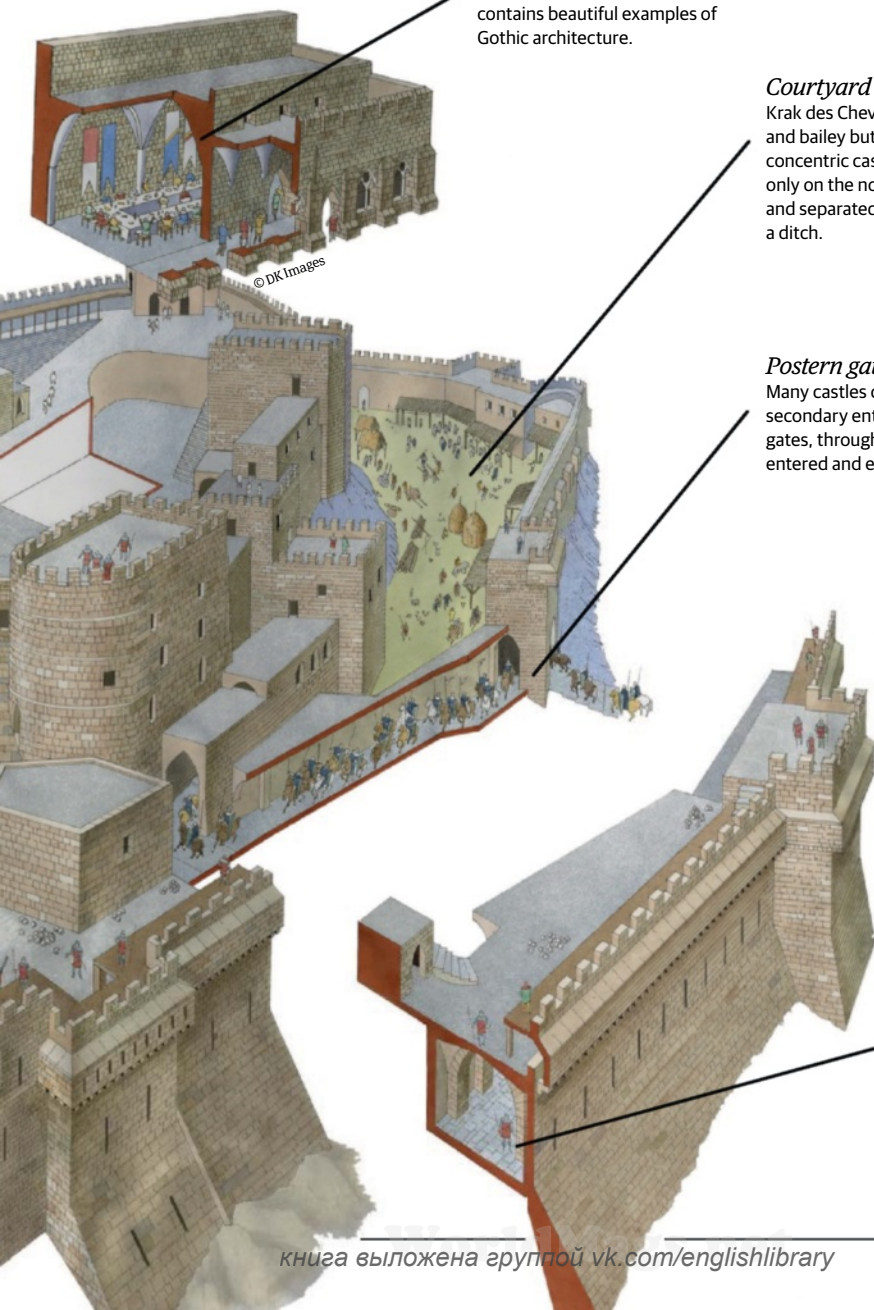 contains beautiful examples of
Gothic architecture.
Courtyard
Krak des Chev
and bailey but
concentric cas
only on the no
and separated
a ditch.
© DK Images
Postern ga
Many castles
secondary ent
gates, through
entered and e
книга выложена группой vk.com/englishlibrary